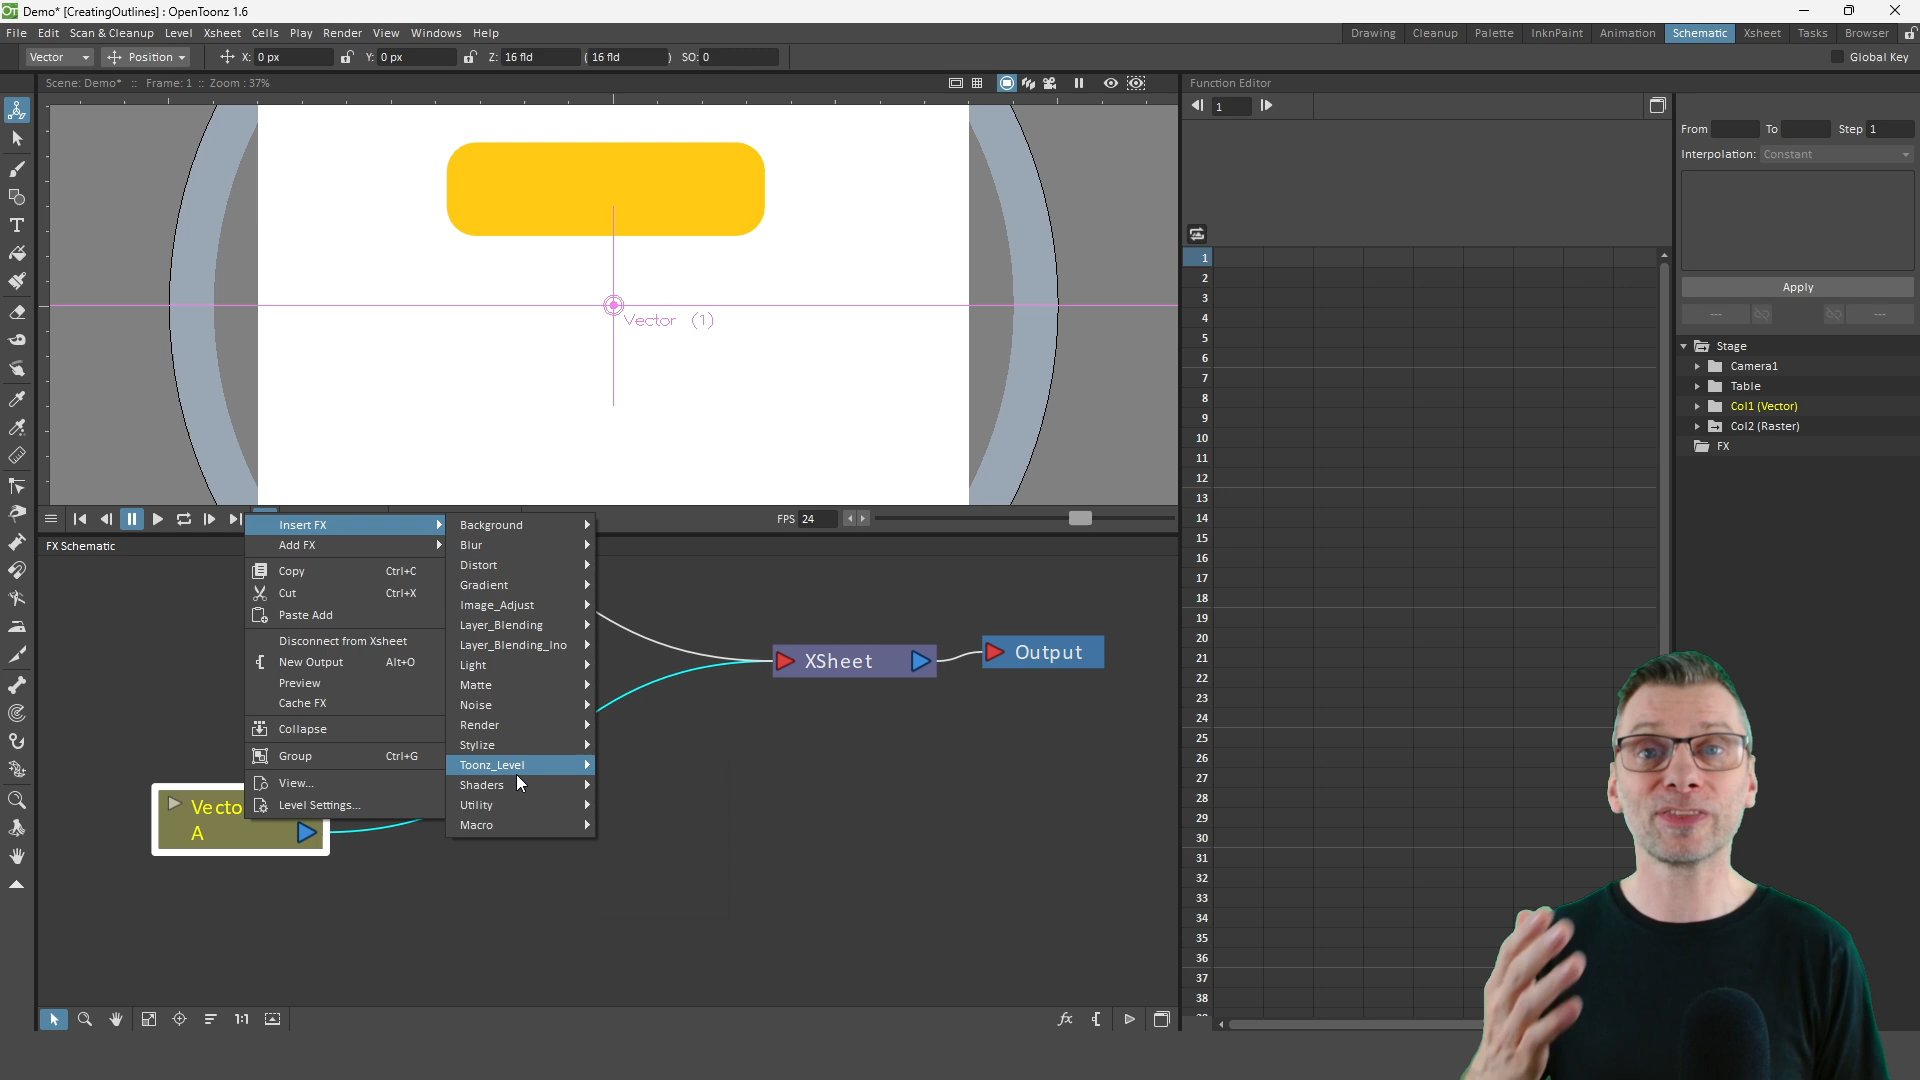 OT Demo* [CreatingOutlines] : OpenToonz 1.6
File Edit Scan & Cleanup Level Xsheet Cells Play Render View Windows Help
Drawing Cleanup Palette InknPaint Animation Schematic Xsheet Tasks Browser
Vector Position X: 0 px Y: 0 px Z: 16 fld ( 16 fld ) SO: 0 Global Key
Scene: Demo* :: Frame: 1 :: Zoom : 37%
Function Editor
1
From To Step 1
Interpolation: Constant
Apply
--- ---
Vector (1)
Stage
Camera1
Table
Col1 (Vector)
Col2 (Raster)
FX
FPS 24
FX Schematic
Insert FX
Add FX
Copy Ctrl+C
Cut Ctrl+X
Paste Add
Disconnect from Xsheet
New Output Alt+O
Preview
Cache FX
Collapse
Group Ctrl+G
View...
Level Settings...
Background
Blur
Distort
Gradient
Image_Adjust
Layer_Blending
Layer_Blending_Ino
Light
Matte
Noise
Render
Stylize
Toonz_Level
Shaders
Utility
Macro
Vecto
A
XSheet
Output
1:1
fx
1
2
3
4
5
6
7
8
9
10
11
12
13
14
15
16
17
18
19
20
21
22
23
24
25
26
27
28
29
30
31
32
33
34
35
36
37
38